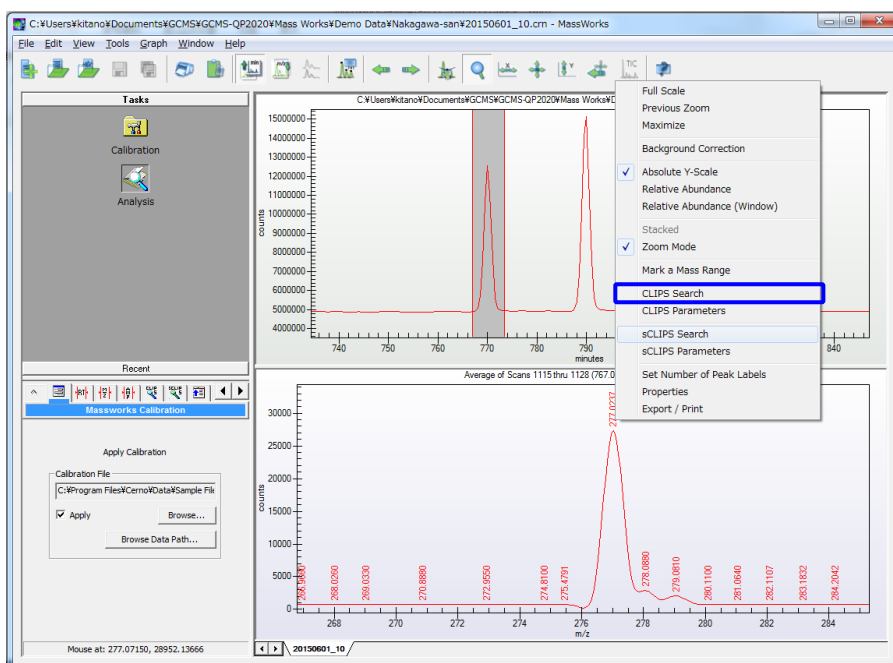 C:¥Users¥kitano¥Documents¥GCMS¥GCMS-QP2020¥Mass Works¥Demo Data¥Nakagawa-san¥20150601_10.crn - MassWorks
File Edit View Tools Graph Window Help
TIC
Tasks
Calibration
Analysis
Recent
Massworks Calibration
Apply Calibration
Calibration File
C:¥Program Files¥Cerno¥Data¥Sample File
Apply
Browse...
Browse Data Path...
Mouse at: 277.07150, 28952.13666
C:¥Users¥kitano¥Documents¥GCMS¥GCMS-QP2020¥Mass Works¥D
counts
15000000
14000000
13000000
12000000
11000000
10000000
9000000
8000000
7000000
6000000
5000000
4000000
740 750 760 770 780 790 840
minutes
Full Scale
Previous Zoom
Maximize
Background Correction
Absolute Y-Scale
Relative Abundance
Relative Abundance (Window)
Stacked
Zoom Mode
Mark a Mass Range
CLIPS Search
CLIPS Parameters
sCLIPS Search
sCLIPS Parameters
Set Number of Peak Labels
Properties
Export / Print
Average of Scans 1115 thru 1128 (767.0
counts
30000
25000
20000
15000
10000
5000
0
268.0260
269.0330
270.8880
272.9550
274.8100
275.4791
277.0237
278.0880
279.0810
280.1100
281.0640
282.1107
283.1832
284.2042
268 270 272 274 276 278 280 282 284
m/z
20150601_10